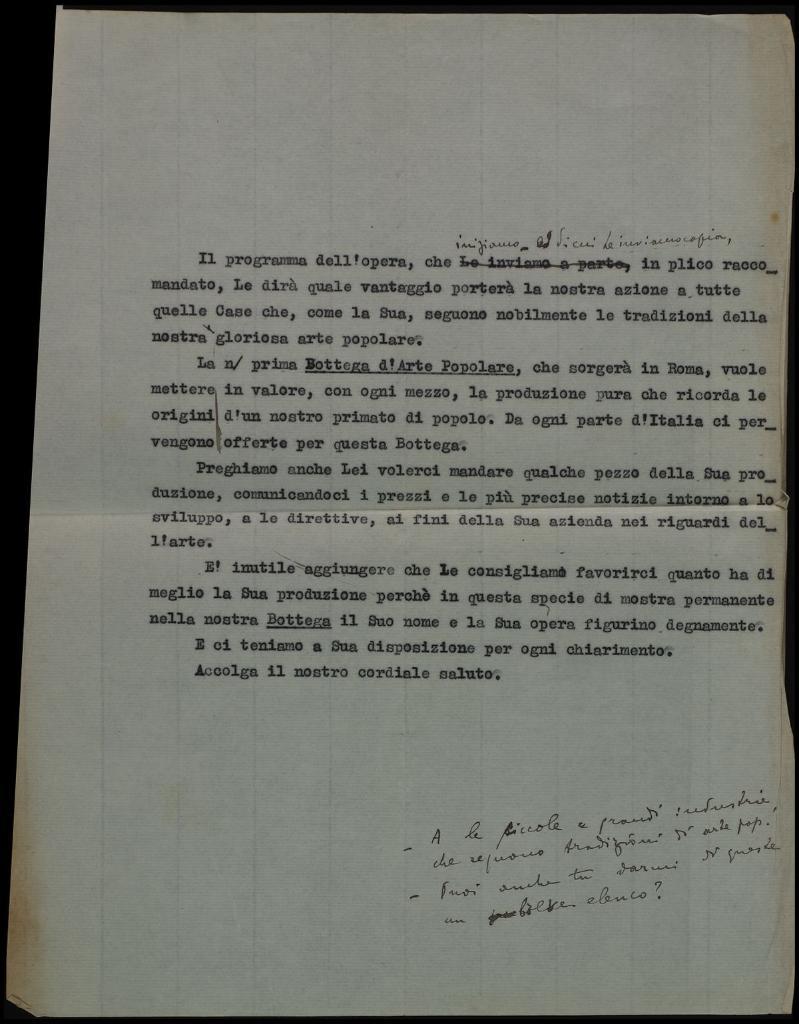 iniziamo e di cui Le inviamo copia,
Il programma dell'opera, che Le inviamo a parte, in plico racco_
mandato, Le dirà quale vantaggio porterà la nostra azione a tutte
quelle Case che, come la Sua, seguono nobilmente le tradizioni della
nostra gloriosa arte popolare.
La n/ prima Bottega d'Arte Popolare, che sorgerà in Roma, vuole
mettere in valore, con ogni mezzo, la produzione pura che ricorda le
origini d'un nostro primato di popolo. Da ogni parte d'Italia ci per_
vengono offerte per questa Bottega.
Preghiamo anche Lei volerci mandare qualche pezzo della Sua pro_
duzione, comunicandoci i prezzi e le più precise notizie intorno a lo
sviluppo, a le direttive, ai fini della Sua azienda nei riguardi del_
l'arte.
E' inutile aggiungere che Le consigliamo favorirci quanto ha di
meglio la Sua produzione perchè in questa specie di mostra permanente
nella nostra Bottega il Suo nome e la Sua opera figurino degnamente.
E ci teniamo a Sua disposizione per ogni chiarimento.
Accolga il nostro cordiale saluto.
- A le piccole e grandi industrie,
che seguono tradizioni di arte pop.
- Puoi anche tu darmi di queste
un elenco?